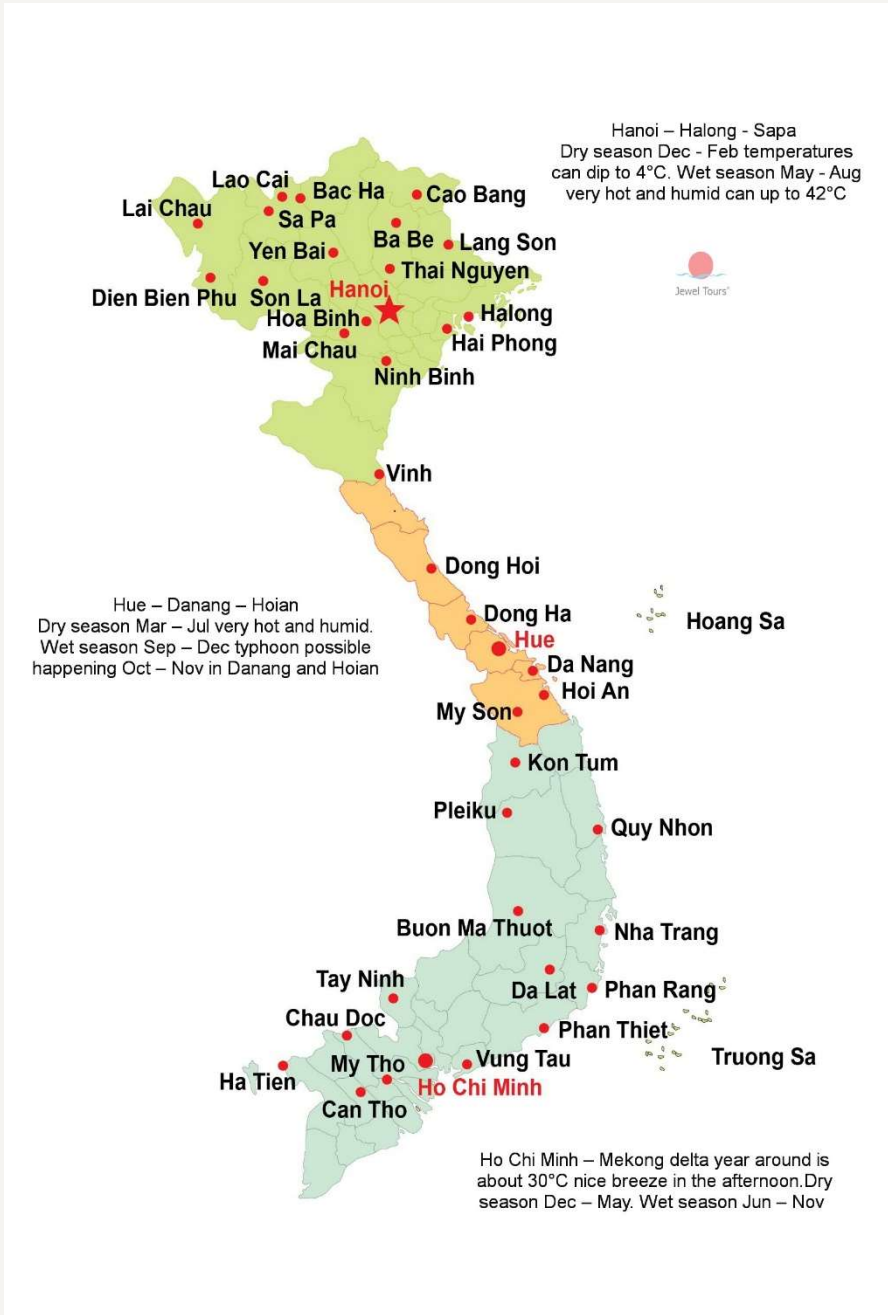 Hanoi – Halong - Sapa
Dry season Dec - Feb temperatures
can dip to 4°C. Wet season May - Aug
very hot and humid can up to 42°C
Jewel Tours
Lao Cai
Bac Ha
Cao Bang
Lai Chau
Sa Pa
Ba Be
Lang Son
Yen Bai
Thai Nguyen
Dien Bien Phu
Son La
Hanoi
Hoa Binh
Halong
Mai Chau
Hai Phong
Ninh Binh
Vinh
Dong Hoi
Hue – Danang – Hoian
Dry season Mar – Jul very hot and humid.
Wet season Sep – Dec typhoon possible
happening Oct – Nov in Danang and Hoian
Dong Ha
Hoang Sa
Hue
Da Nang
Hoi An
My Son
Kon Tum
Pleiku
Quy Nhon
Buon Ma Thuot
Nha Trang
Tay Ninh
Da Lat
Phan Rang
Chau Doc
Phan Thiet
Truong Sa
My Tho
Vung Tau
Ha Tien
Ho Chi Minh
Can Tho
Ho Chi Minh – Mekong delta year around is
about 30°C nice breeze in the afternoon.Dry
season Dec – May. Wet season Jun – Nov